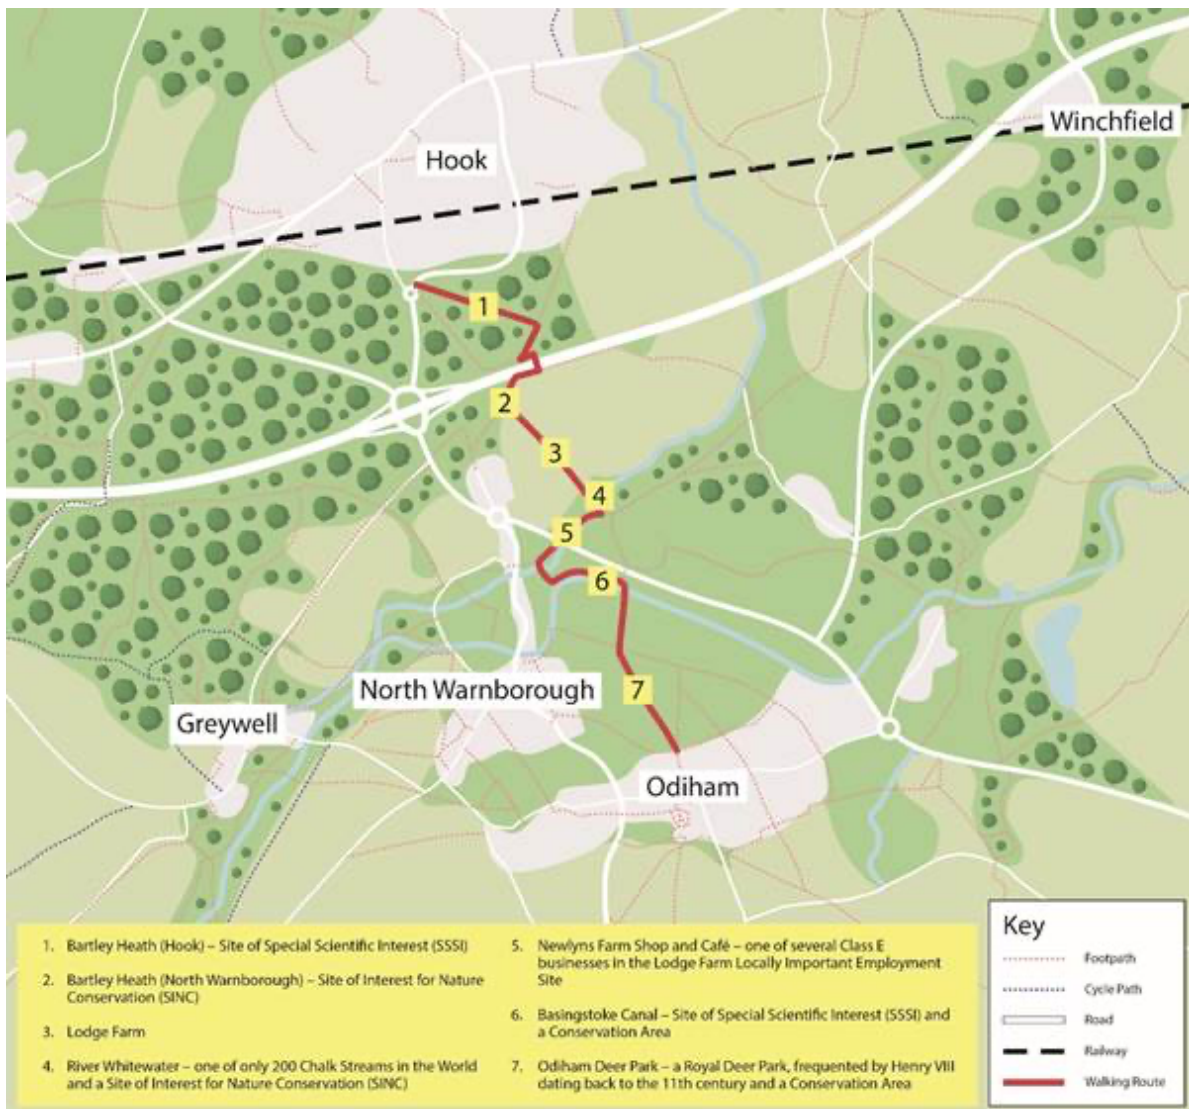 Winchfield
Hook
1
2
3
4
5
6
North Warnborough
7
Greywell
Odiham
1. Bartley Heath (Hook) – Site of Special Scientific Interest (SSSI)
2. Bartley Heath (North Warnborough) – Site of Interest for Nature
Conservation (SINC)
3. Lodge Farm
4. River Whitewater – one of only 200 Chalk Streams in the World
and a Site of Interest for Nature Conservation (SINC)
5. Newlyns Farm Shop and Café – one of several Class E
businesses in the Lodge Farm Locally Important Employment
Site
6. Basingstoke Canal – Site of Special Scientific Interest (SSSI) and
a Conservation Area
7. Odiham Deer Park – a Royal Deer Park, frequented by Henry VIII
dating back to the 11th century and a Conservation Area
Key
Footpath
Cycle Path
Road
Railway
Walking Route